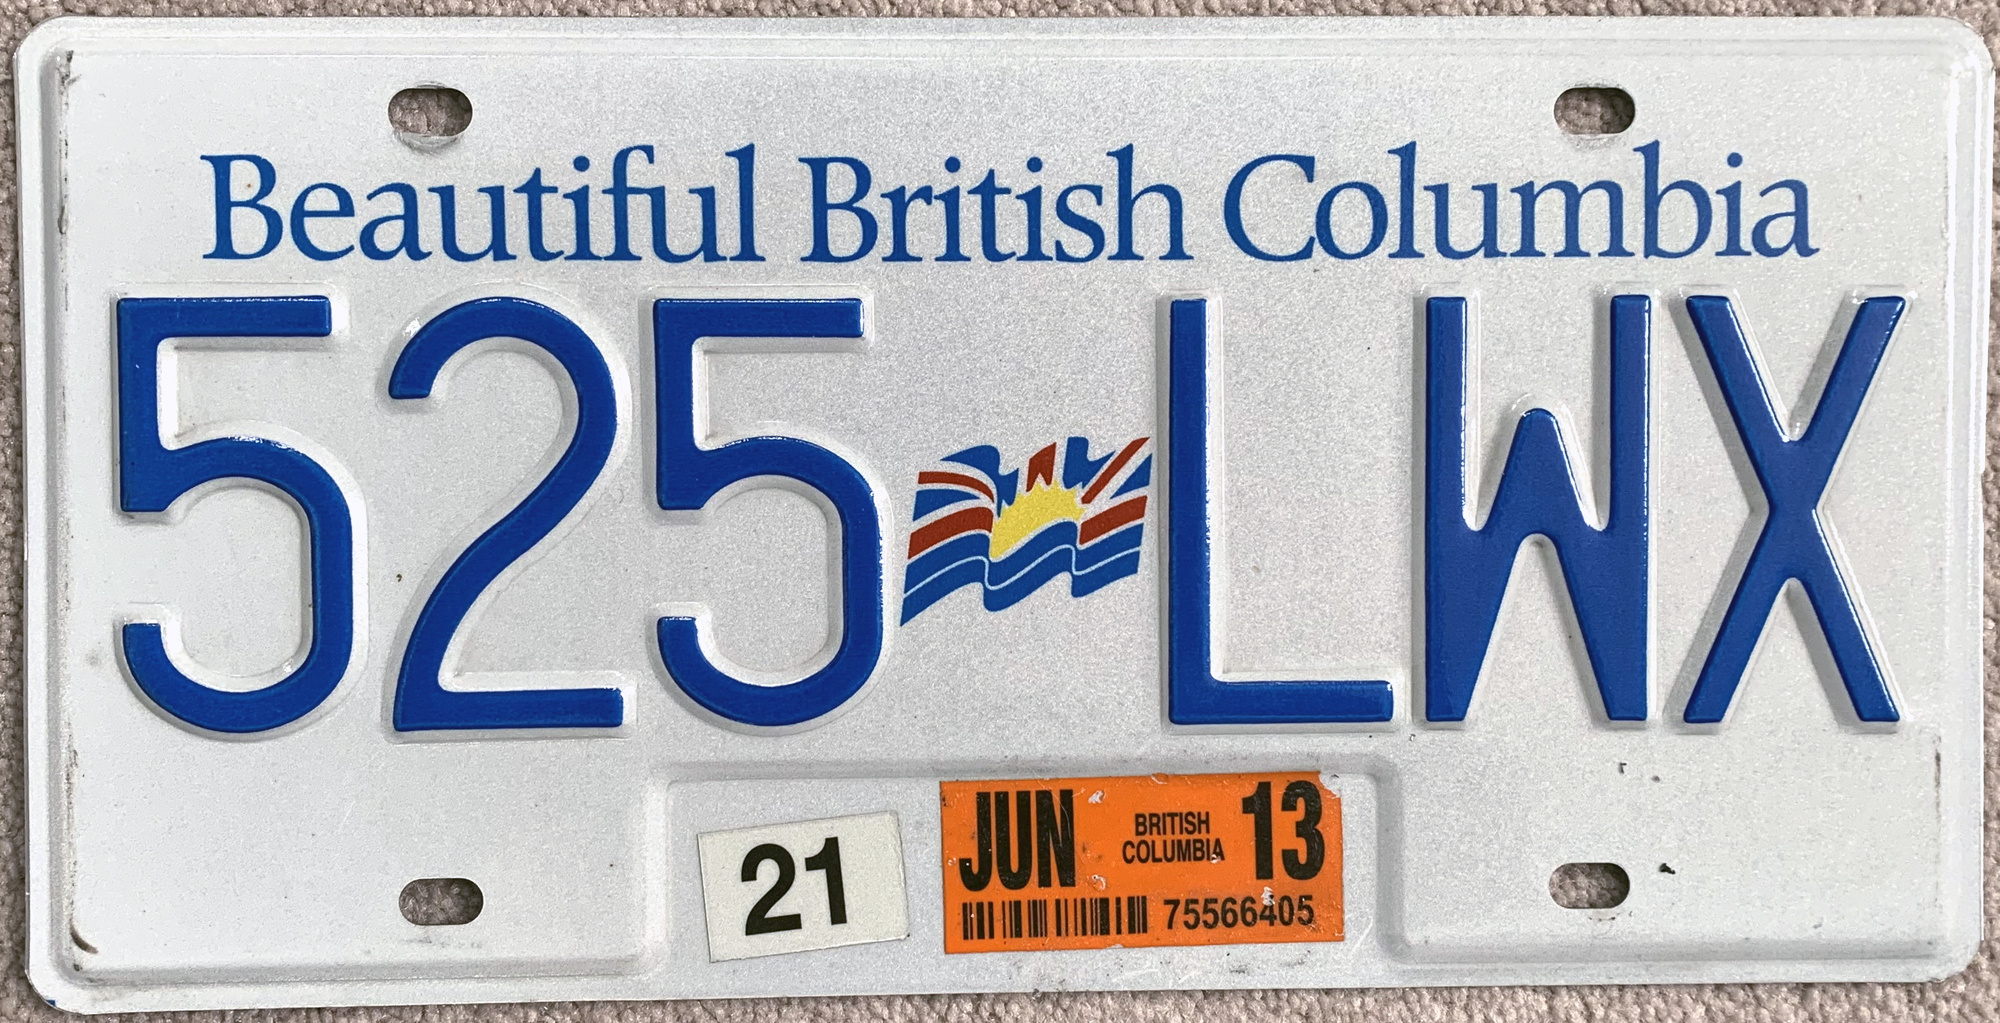 Beautiful British Columbia
525 LWX
21
JUN BRITISH COLUMBIA 13
75566405